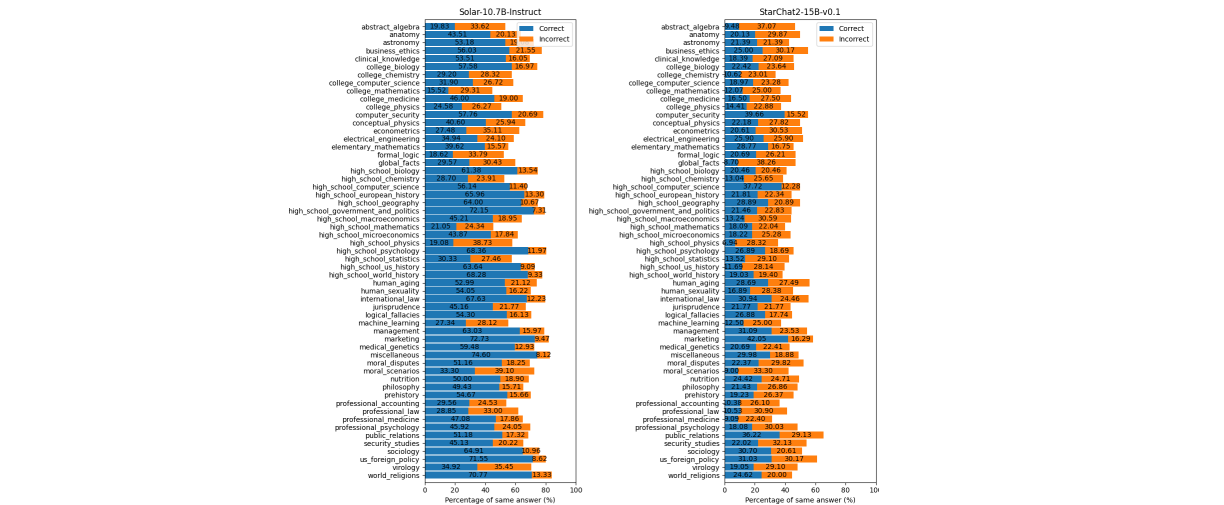 Solar-10.7B-Instruct
abstract_algebra 19.83 33.62
anatomy 43.51 20.13
astronomy 53.18
business_ethics 56.03 21.55
clinical_knowledge 53.51 16.05
college_biology 57.58 16.97
college_chemistry 29.20 28.32
college_computer_science 31.90 26.72
college_mathematics 15.52 29.31
college_medicine 46.00 19.00
college_physics 24.58 26.27
computer_security 57.76 20.69
conceptual_physics 40.60 25.94
econometrics 27.48 35.11
electrical_engineering 34.94 24.10
elementary_mathematics 39.62 15.57
formal_logic 18.62 33.79
global_facts 29.57 30.43
high_school_biology 61.38 13.54
high_school_chemistry 28.70 23.91
high_school_computer_science 56.14 11.40
high_school_european_history 65.96 13.30
high_school_geography 64.00 10.67
high_school_government_and_politics 72.15 7.31
high_school_macroeconomics 45.21 18.95
high_school_mathematics 21.05 24.34
high_school_microeconomics 43.87 17.84
high_school_physics 19.08 38.73
high_school_psychology 68.36 11.97
high_school_statistics 30.33 27.46
high_school_us_history 63.64 9.09
high_school_world_history 68.28 9.33
human_aging 52.99 21.12
human_sexuality 54.05 16.22
international_law 67.63 12.23
jurisprudence 45.16 21.77
logical_fallacies 54.30 16.13
machine_learning 27.34 28.12
management 63.03 15.97
marketing 72.73 9.47
medical_genetics 59.48 12.93
miscellaneous 74.60 8.12
moral_disputes 51.16 18.25
moral_scenarios 33.30 39.10
nutrition 50.00 18.90
philosophy 49.43 15.71
prehistory 54.67 15.66
professional_accounting 29.56 24.53
professional_law 28.85 33.00
professional_medicine 47.08 17.86
professional_psychology 45.92 24.05
public_relations 51.18 17.32
security_studies 45.13 20.22
sociology 64.91 10.96
us_foreign_policy 71.55 8.62
virology 34.92 35.45
world_religions 70.77 13.33
0 20 40 60 80 100
Percentage of same answer (%)
Correct
Incorrect
StarChat2-15B-v0.1
abstract_algebra 9.48 37.07
anatomy 20.13 29.87
astronomy 21.39 21.39
business_ethics 25.00 30.17
clinical_knowledge 18.39 27.09
college_biology 22.42 23.64
college_chemistry 10.62 23.01
college_computer_science 18.97 23.28
college_mathematics 12.07 25.00
college_medicine 16.50 27.50
college_physics 14.41 22.88
computer_security 39.66 15.52
conceptual_physics 22.18 27.82
econometrics 20.61 30.53
electrical_engineering 25.90 25.90
elementary_mathematics 28.77 16.75
formal_logic 20.69 26.21
global_facts 8.70 38.26
high_school_biology 20.46 20.46
high_school_chemistry 13.04 25.65
high_school_computer_science 37.72 12.28
high_school_european_history 21.81 22.34
high_school_geography 28.89 20.89
high_school_government_and_politics 21.46 22.83
high_school_macroeconomics 13.24 30.59
high_school_mathematics 18.09 22.04
high_school_microeconomics 18.22 25.28
high_school_physics 6.94 28.32
high_school_psychology 26.89 18.69
high_school_statistics 13.52 29.10
high_school_us_history 11.69 28.14
high_school_world_history 19.03 19.40
human_aging 28.69 27.49
human_sexuality 16.89 28.38
international_law 30.94 24.46
jurisprudence 21.77 21.77
logical_fallacies 26.88 17.74
machine_learning 12.50 25.00
management 31.09 23.53
marketing 42.05 16.29
medical_genetics 20.69 22.41
miscellaneous 29.98 18.88
moral_disputes 22.37 29.82
moral_scenarios 9.00 33.30
nutrition 24.42 24.71
philosophy 21.43 26.86
prehistory 19.23 26.37
professional_accounting 10.38 26.10
professional_law 10.53 30.90
professional_medicine 9.09 22.40
professional_psychology 18.08 30.03
public_relations 36.22 29.13
security_studies 22.02 32.13
sociology 30.70 20.61
us_foreign_policy 31.03 30.17
virology 19.05 29.10
world_religions 24.62 20.00
0 20 40 60 80 100
Percentage of same answer (%)
Correct
Incorrect